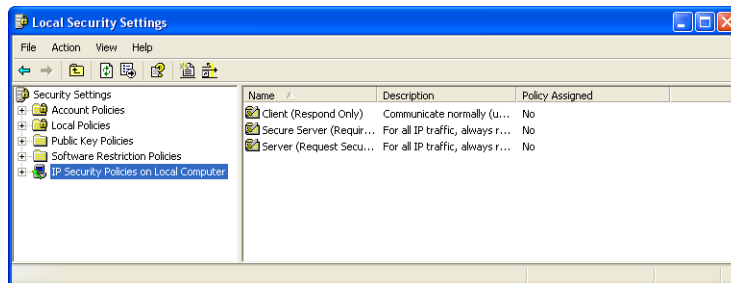 Local Security Settings
File Action View Help
Security Settings
Account Policies
Local Policies
Public Key Policies
Software Restriction Policies
IP Security Policies on Local Computer
Name Description Policy Assigned
Client (Respond Only) Communicate normally (u... No
Secure Server (Requir... For all IP traffic, always r... No
Server (Request Secu... For all IP traffic, always r... No